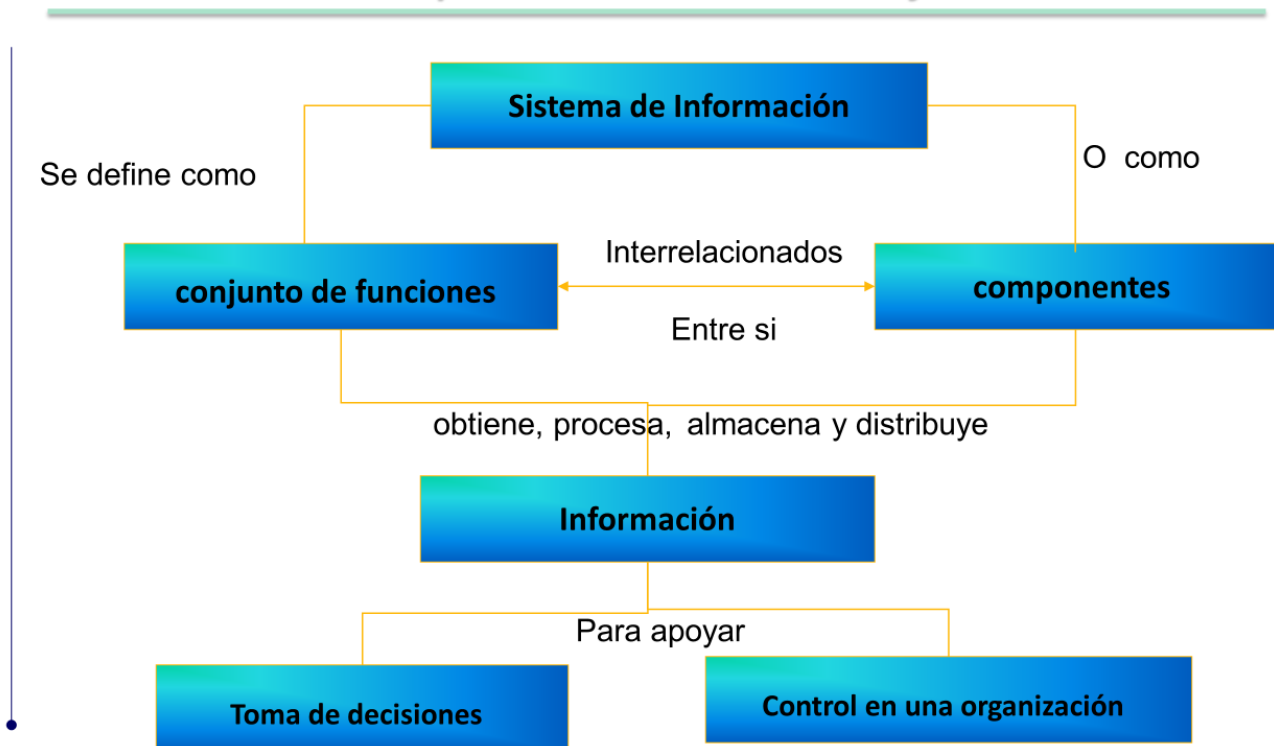 Sistema de Información
Se define como
O como
conjunto de funciones
Interrelacionados
Entre si
componentes
obtiene, procesa, almacena y distribuye
Información
Para apoyar
Toma de decisiones
Control en una organización